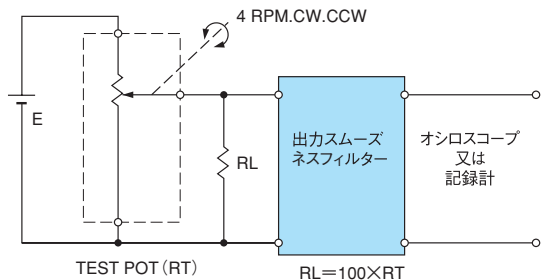 4 RPM.CW.CCW
E
RL
出力スムーズ
ネスフィルター
オシロスコープ
又は
記録計
TEST POT (RT)
RL=100×RT